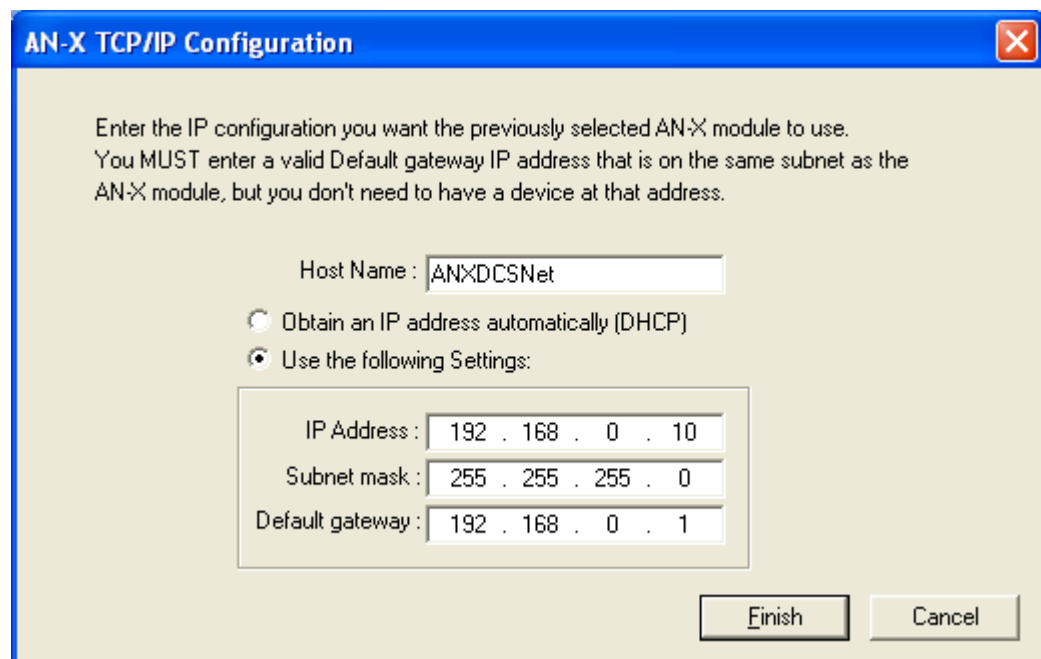 AN-X TCP/IP Configuration
Enter the IP configuration you want the previously selected AN-X module to use.
You MUST enter a valid Default gateway IP address that is on the same subnet as the
AN-X module, but you don't need to have a device at that address.
Host Name : ANXDCSNet
Obtain an IP address automatically (DHCP)
Use the following Settings:
IP Address : 192 . 168 . 0 . 10
Subnet mask : 255 . 255 . 255 . 0
Default gateway : 192 . 168 . 0 . 1
Finish Cancel